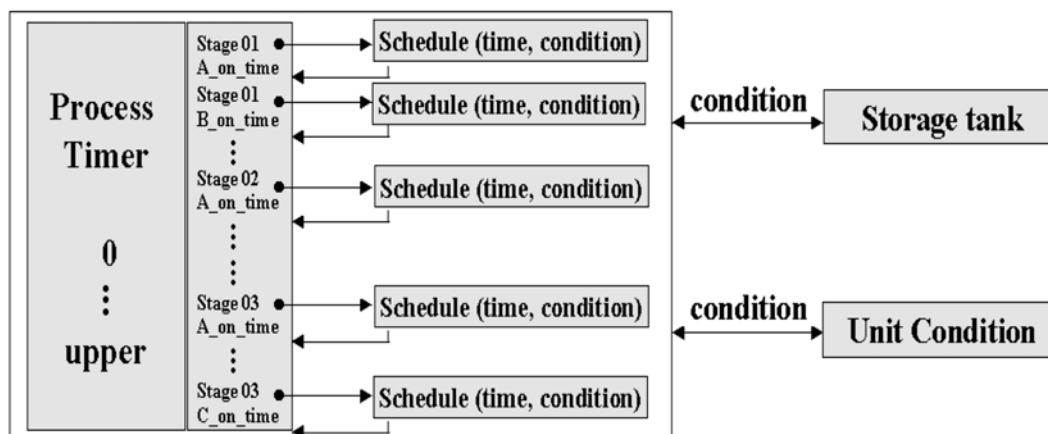 Process
Timer
0
⋮
upper
Stage 01
A_on_time
Stage 01
B_on_time
⋮
Stage 02
A_on_time
⋮
⋮
Stage 03
A_on_time
⋮
Stage 03
C_on_time
Schedule (time, condition)
Schedule (time, condition)
Schedule (time, condition)
Schedule (time, condition)
Schedule (time, condition)
condition
Storage tank
condition
Unit Condition